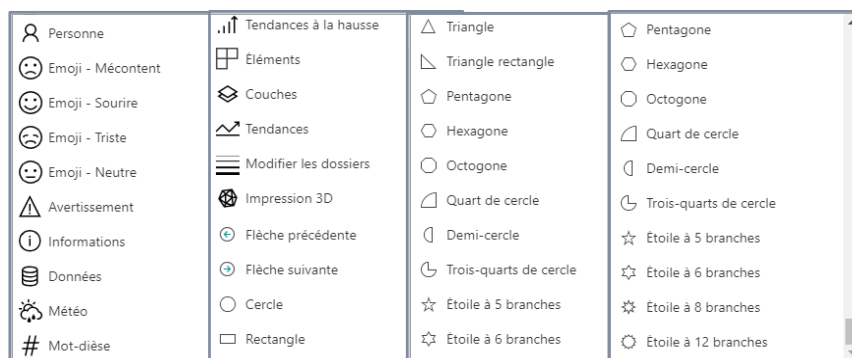 Personne
Emoji - Mécontent
Emoji - Sourire
Emoji - Triste
Emoji - Neutre
Avertissement
Informations
Données
Météo
Mot-dièse
Tendances à la hausse
Éléments
Couches
Tendances
Modifier les dossiers
Impression 3D
Flèche précédente
Flèche suivante
Cercle
Rectangle
Triangle
Triangle rectangle
Pentagone
Hexagone
Octogone
Quart de cercle
Demi-cercle
Trois-quarts de cercle
Étoile à 5 branches
Étoile à 6 branches
Pentagone
Hexagone
Octogone
Quart de cercle
Demi-cercle
Trois-quarts de cercle
Étoile à 5 branches
Étoile à 6 branches
Étoile à 8 branches
Étoile à 12 branches